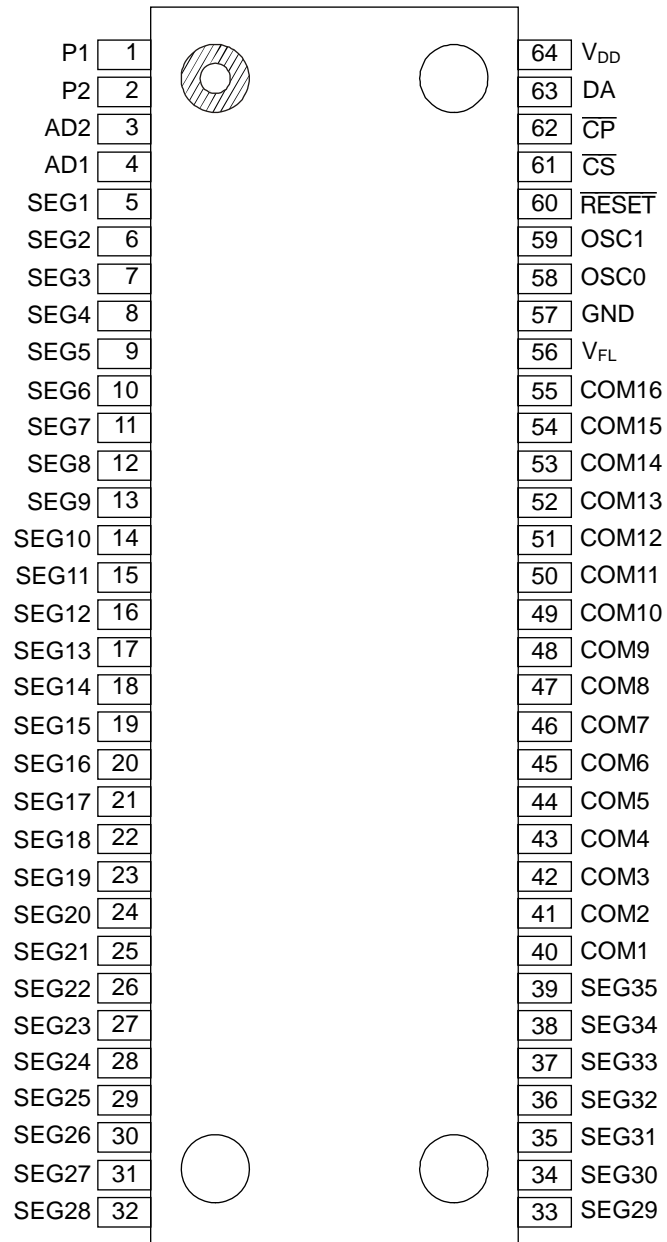 P1 1 64 VDD
P2 2 63 DA
AD2 3 62 C̅P̅
AD1 4 61 C̅S̅
SEG1 5 60 R̅E̅S̅E̅T̅
SEG2 6 59 OSC1
SEG3 7 58 OSC0
SEG4 8 57 GND
SEG5 9 56 VFL
SEG6 10 55 COM16
SEG7 11 54 COM15
SEG8 12 53 COM14
SEG9 13 52 COM13
SEG10 14 51 COM12
SEG11 15 50 COM11
SEG12 16 49 COM10
SEG13 17 48 COM9
SEG14 18 47 COM8
SEG15 19 46 COM7
SEG16 20 45 COM6
SEG17 21 44 COM5
SEG18 22 43 COM4
SEG19 23 42 COM3
SEG20 24 41 COM2
SEG21 25 40 COM1
SEG22 26 39 SEG35
SEG23 27 38 SEG34
SEG24 28 37 SEG33
SEG25 29 36 SEG32
SEG26 30 35 SEG31
SEG27 31 34 SEG30
SEG28 32 33 SEG29